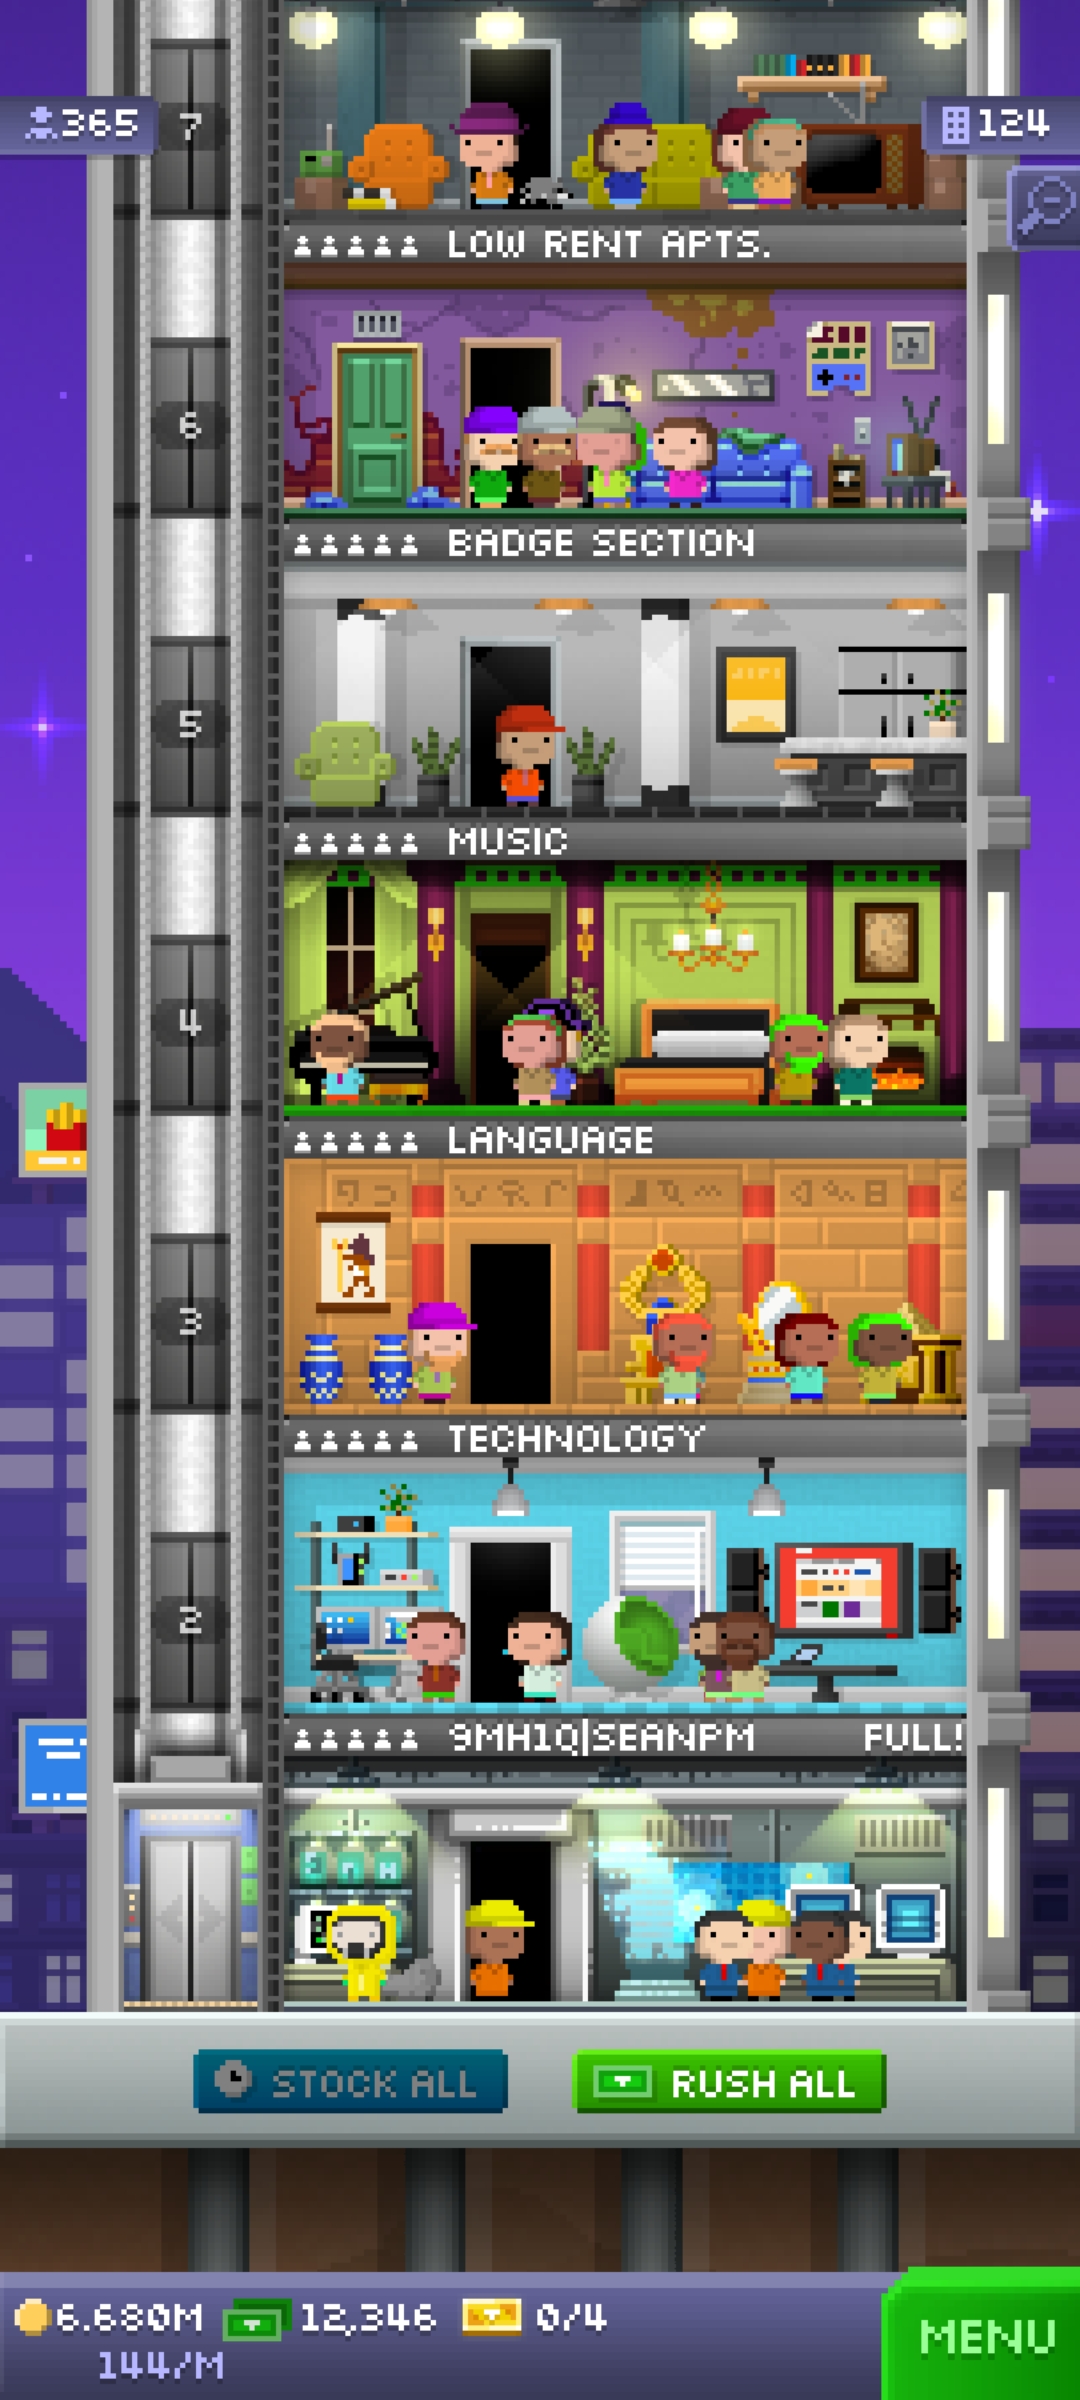 365
7
124
LOW RENT APTS.
6
BADGE SECTION
5
MUSIC
4
LANGUAGE
3
TECHNOLOGY
2
9MH1Q|SEANPM FULL!
STOCK ALL
RUSH ALL
6.680M 12,346 0/4
144/M
MENU